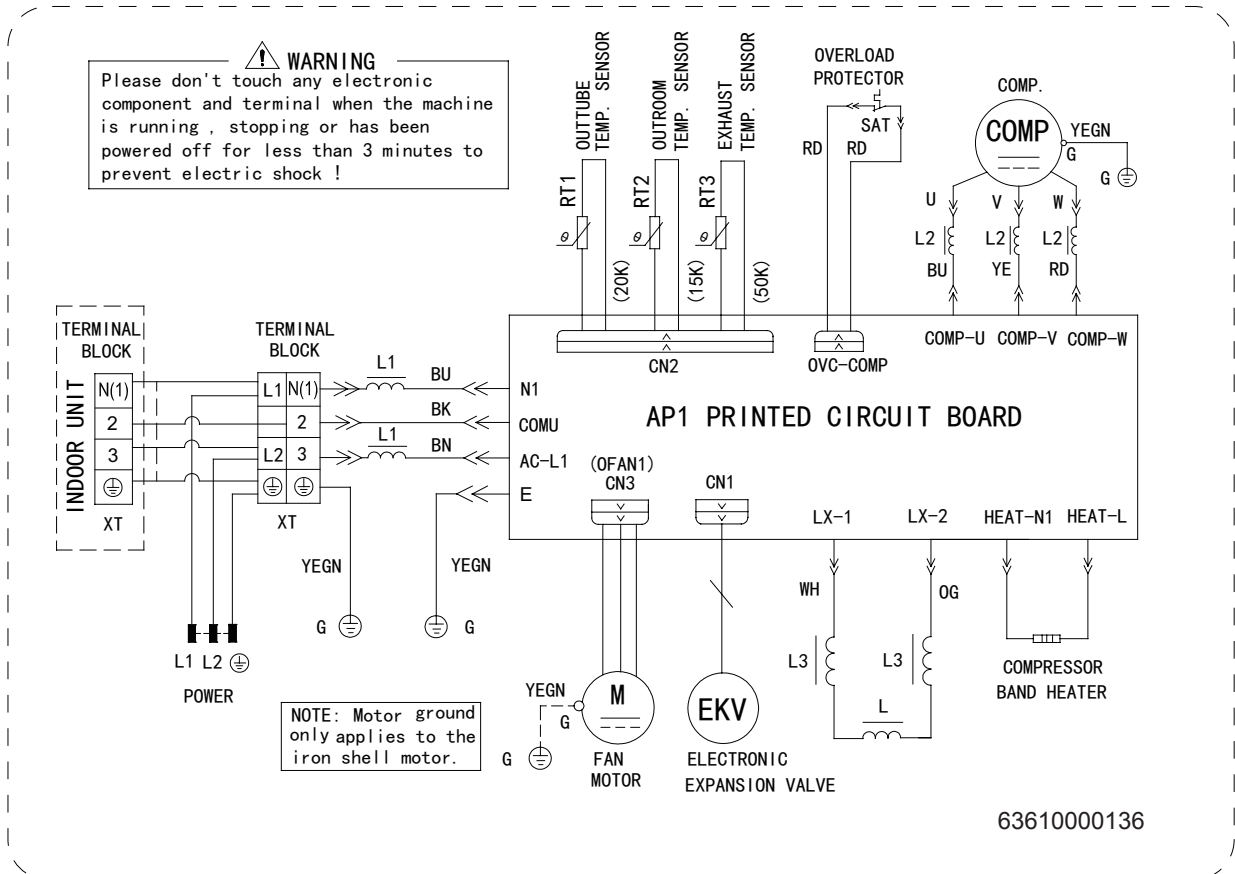 WARNING
Please don't touch any electronic
component and terminal when the machine
is running , stopping or has been
powered off for less than 3 minutes to
prevent electric shock !
OUTTUBE
TEMP. SENSOR
OUTROOM
TEMP. SENSOR
EXHAUST
TEMP. SENSOR
RT1
RT2
RT3
θ
θ
θ
(20K)
(15K)
(50K)
OVERLOAD
PROTECTOR
SAT
RD
RD
COMP.
COMP
YEGN
G
G
U
V
W
L2
L2
L2
BU
YE
RD
COMP-U
COMP-V
COMP-W
CN2
OVC-COMP
AP1 PRINTED CIRCUIT BOARD
INDOOR UNIT
TERMINAL
BLOCK
N(1)
2
3
XT
TERMINAL
BLOCK
L1
N(1)
2
L2
3
XT
L1
BU
N1
BK
COMU
L1
BN
AC-L1
E
YEGN
YEGN
G
G
L1
L2
POWER
(OFAN1)
CN3
CN1
LX-1
LX-2
HEAT-N1
HEAT-L
WH
OG
L3
L3
L
COMPRESSOR
BAND HEATER
YEGN
G
G
M
FAN
MOTOR
EKV
ELECTRONIC
EXPANSION VALVE
NOTE: Motor ground
only applies to the
iron shell motor.
63610000136